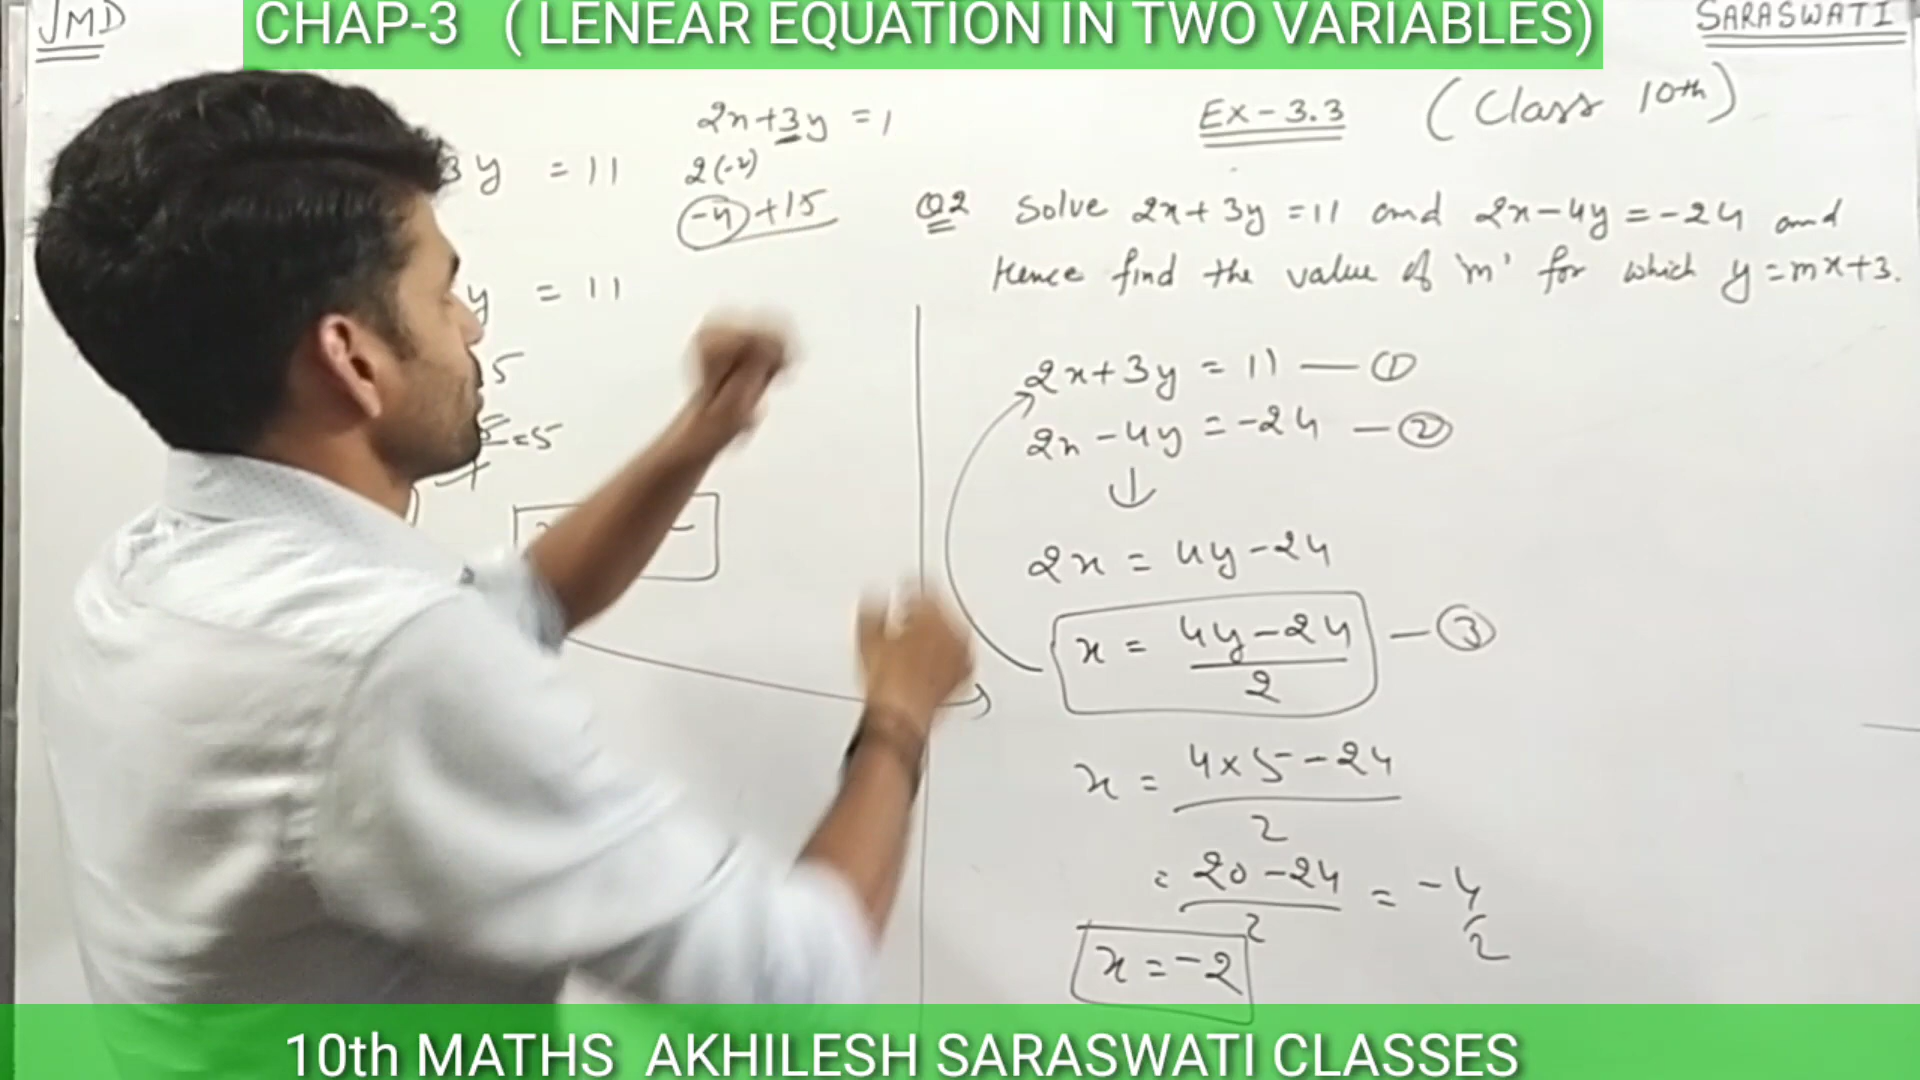 CHAP-3 ( LENEAR EQUATION IN TWO VARIABLES)
JMD
SARASWATI
Ex-3.3 (Class 10th)
3y = 11
y = 11
5
=5
2x+3y = 1
2(-2)
-4+15
Q2 Solve 2x+3y=11 and 2x-4y=-24 and
Hence find the value of 'm' for which y=mx+3.
2x+3y = 11 — ①
2x-4y = -24 — ②
2x = 4y-24
x = 4y-24/2 — ③
x = 4×5-24/2
= 20-24/2 = -4/2
x = -2
10th MATHS AKHILESH SARASWATI CLASSES